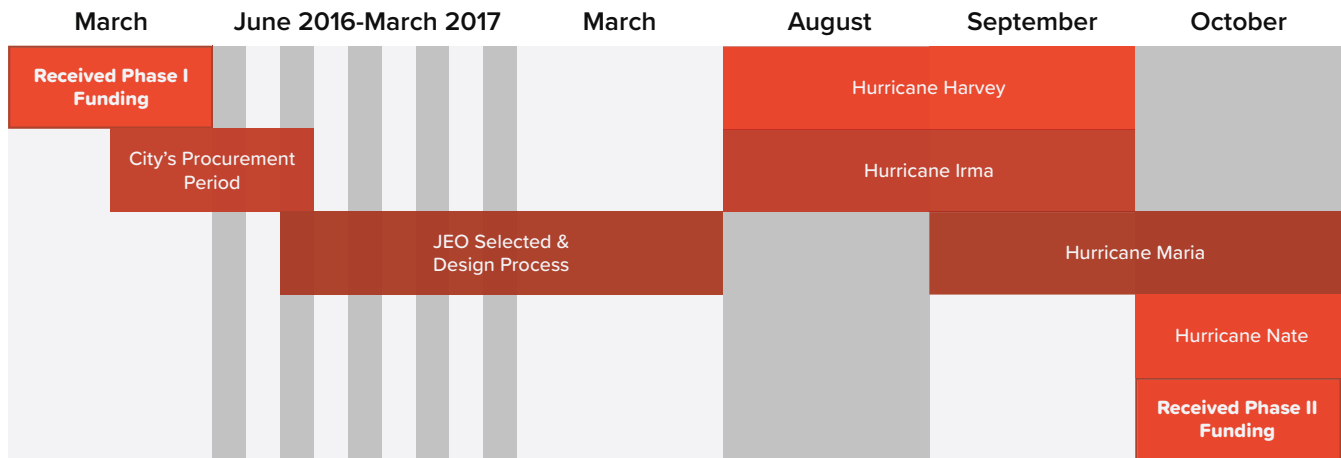 March
June 2016-March 2017
March
August
September
October
Received Phase I
Funding
Hurricane Harvey
City’s Procurement
Period
Hurricane Irma
JEO Selected &
Design Process
Hurricane Maria
Hurricane Nate
Received Phase II
Funding